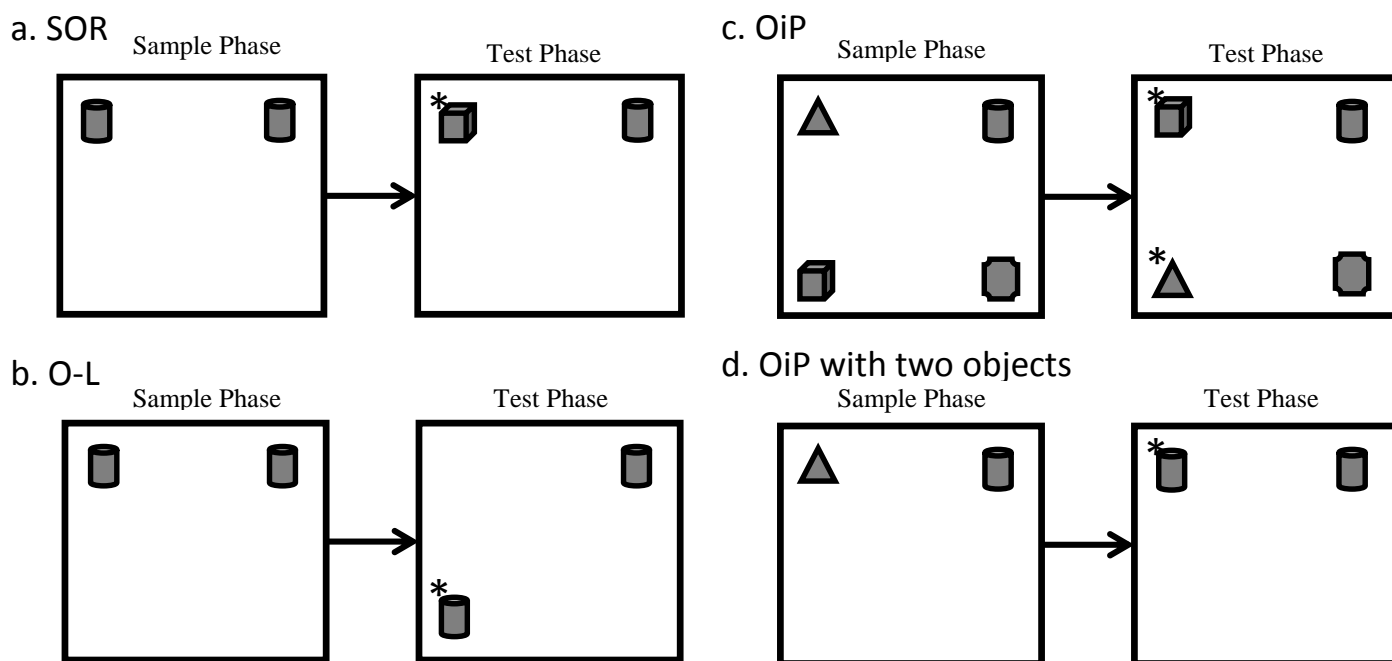 a. SOR
Sample Phase
Test Phase
*
b. O-L
Sample Phase
Test Phase
*
c. OiP
Sample Phase
Test Phase
*
*
d. OiP with two objects
Sample Phase
Test Phase
*